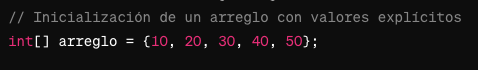 // Inicialización de un arreglo con valores explícitos
int[] arreglo = {10, 20, 30, 40, 50};